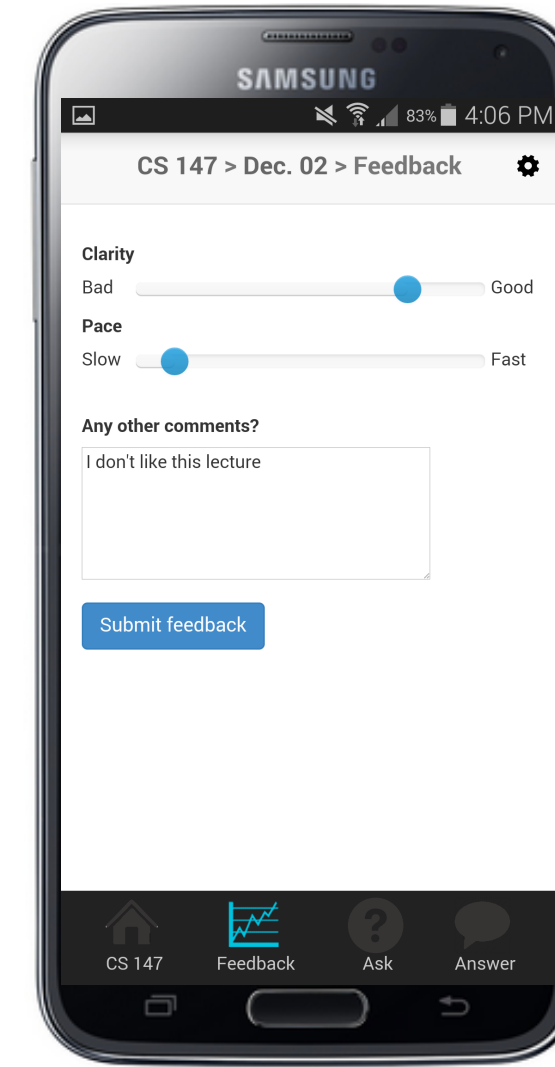 SAMSUNG
83% 4:06 PM
CS 147 > Dec. 02 > Feedback
Clarity
Bad Good
Pace
Slow Fast
Any other comments?
I don't like this lecture
Submit feedback
CS 147 Feedback Ask Answer